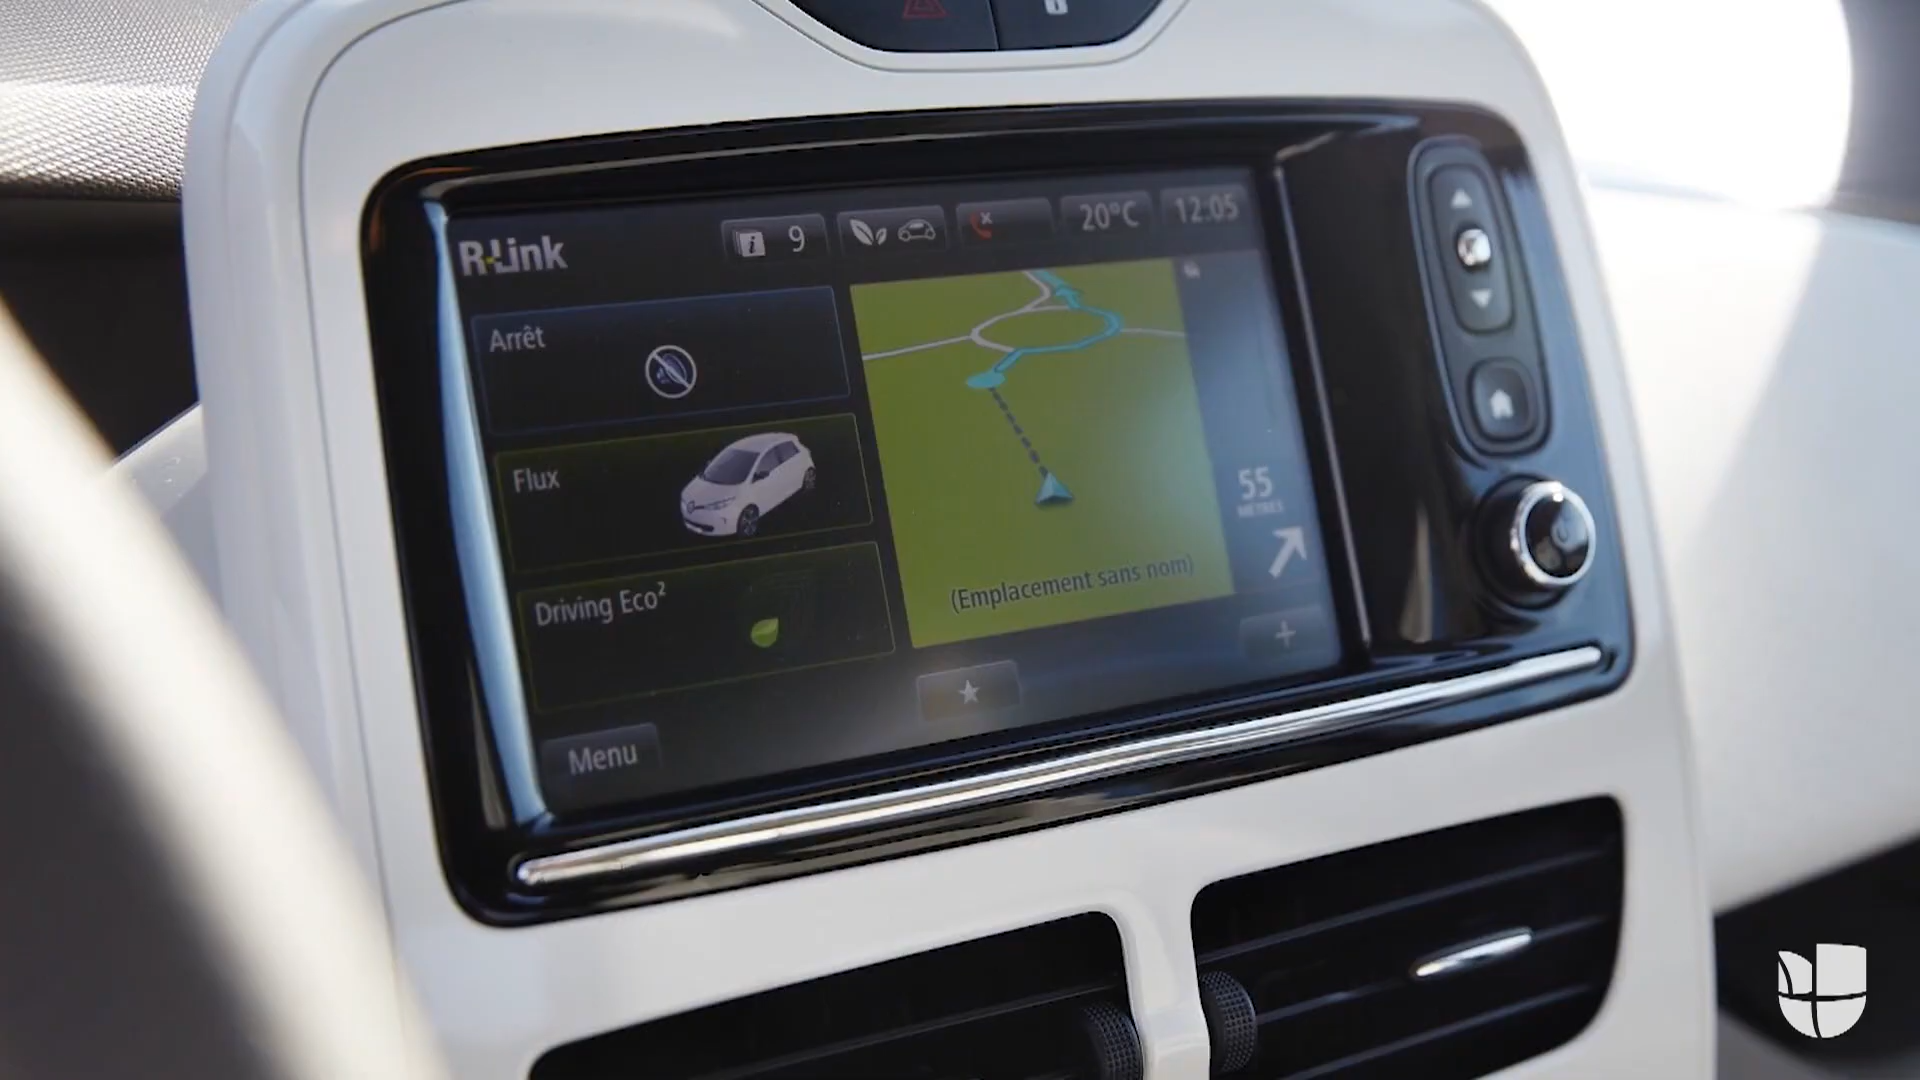 R-Link
9
20°C
12:05
Arrêt
Flux
Driving Eco²
(Emplacement sans nom)
55
MÈTRES
Menu